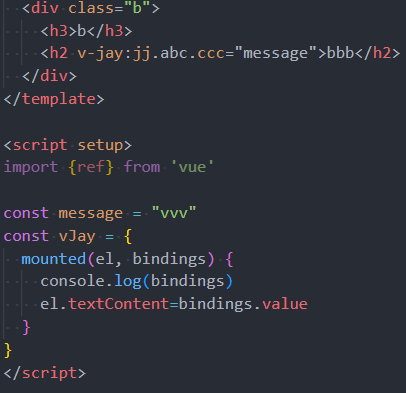 <div class="b">
<h3>b</h3>
<h2 v-jay:jj.abc.ccc="message">bbb</h2>
</div>
</template>
<script setup>
import {ref} from 'vue'
const message = "vvv"
const vJay = {
mounted(el, bindings) {
console.log(bindings)
el.textContent=bindings.value
}
}
</script>